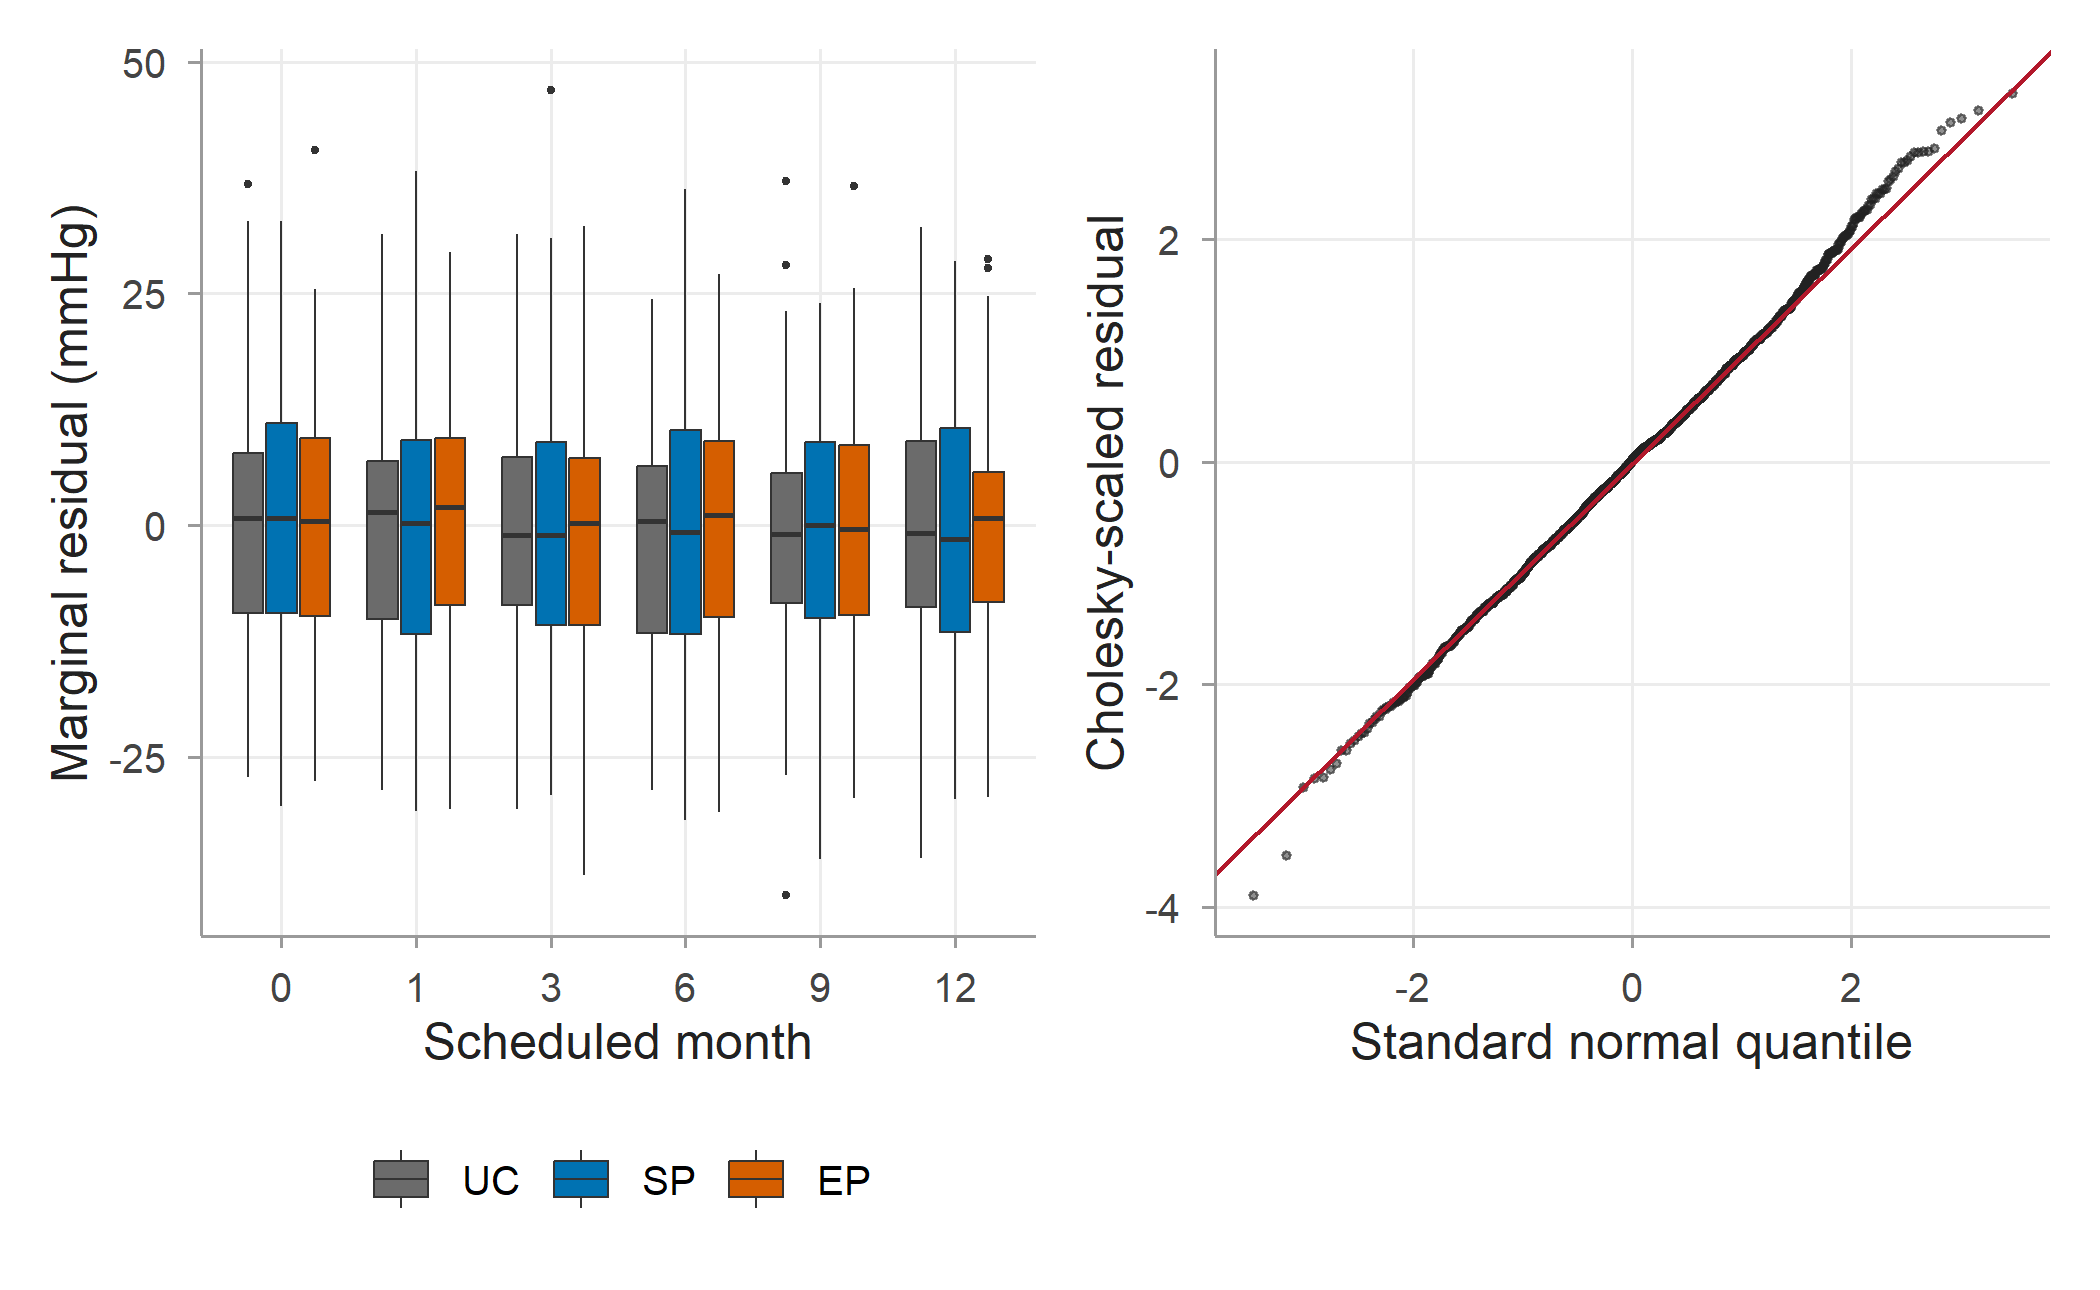 Marginal residual (mmHg)
50
25
0
-25
0 1 3 6 9 12
Scheduled month
UC SP EP
Cholesky-scaled residual
2
0
-2
-4
-2 0 2
Standard normal quantile